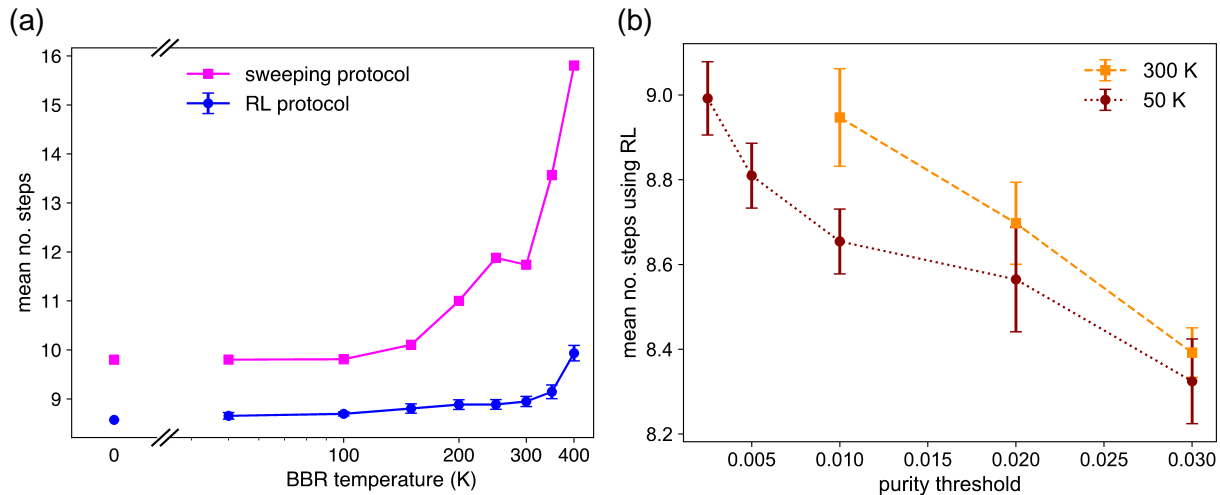 (a)
16
15
14
13
12
11
10
9
mean no. steps
sweeping protocol
RL protocol
0
100
200
300
400
BBR temperature (K)
(b)
9.0
8.8
8.6
8.4
8.2
mean no. steps using RL
300 K
50 K
0.005
0.010
0.015
0.020
0.025
0.030
purity threshold